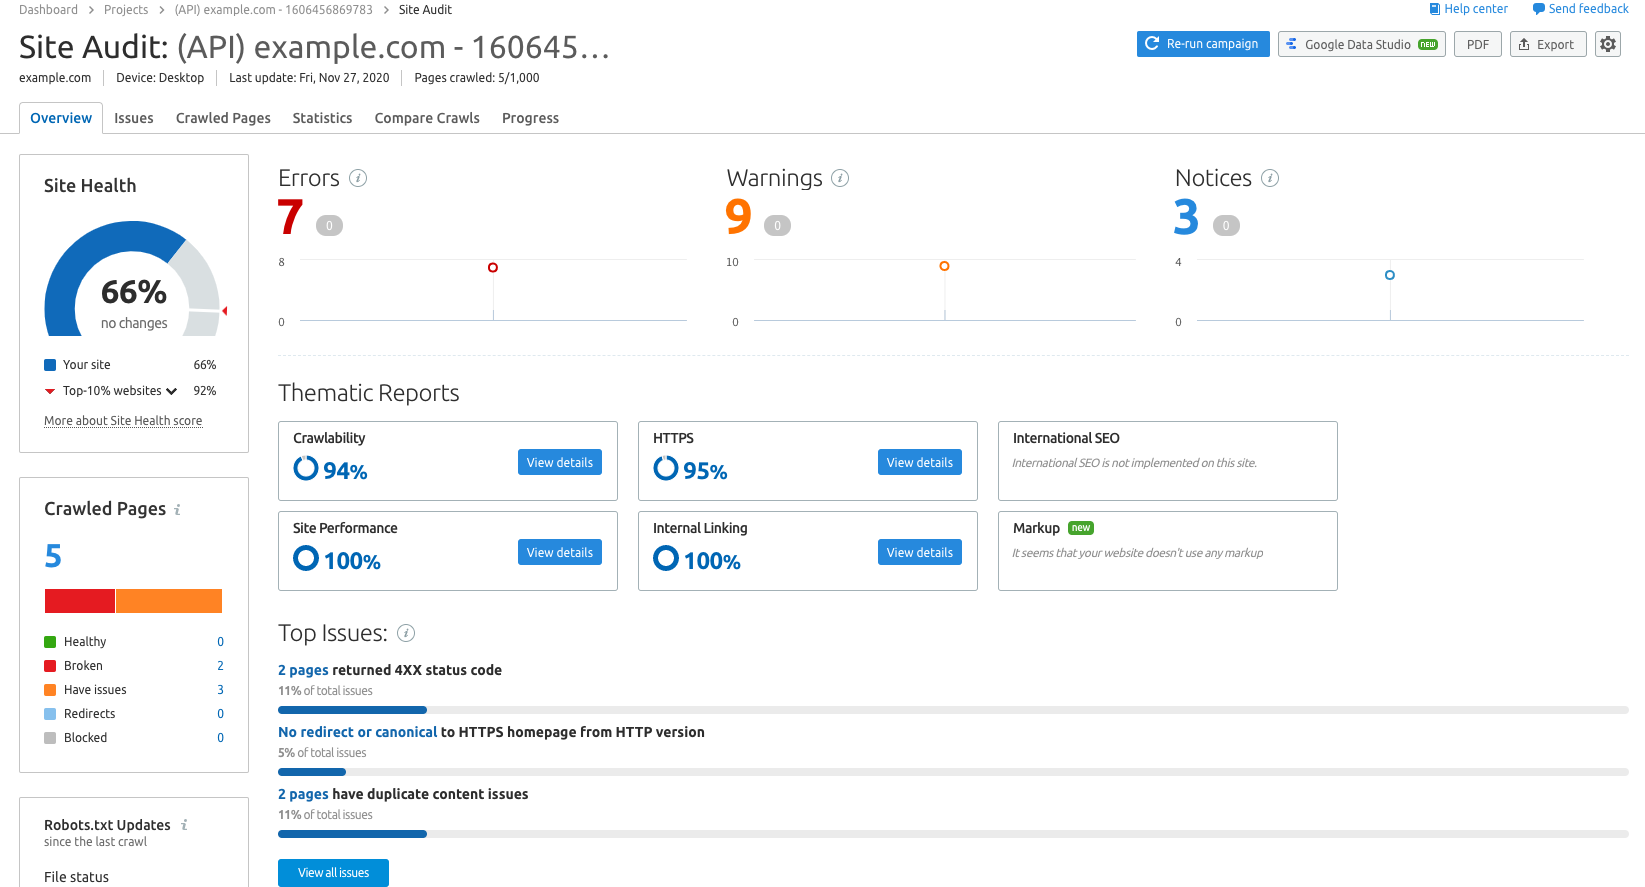 Dashboard > Projects > (API) example.com - 1606456869783 > Site Audit
Help center
Send feedback
Site Audit: (API) example.com - 160645...
Re-run campaign
Google Data Studio new
PDF
Export
example.com
Device: Desktop
Last update: Fri, Nov 27, 2020
Pages crawled: 5/1,000
Overview
Issues
Crawled Pages
Statistics
Compare Crawls
Progress
Site Health
66%
no changes
Your site 66%
Top-10% websites 92%
More about Site Health score
Crawled Pages i
5
Healthy 0
Broken 2
Have issues 3
Redirects 0
Blocked 0
Robots.txt Updates i
since the last crawl
File status
Errors i
7 0
8
0
Warnings i
9 0
10
0
Notices i
3 0
4
0
Thematic Reports
Crawlability
94%
View details
HTTPS
95%
View details
International SEO
International SEO is not implemented on this site.
Site Performance
100%
View details
Internal Linking
100%
View details
Markup new
It seems that your website doesn't use any markup
Top Issues: i
2 pages returned 4XX status code
11% of total issues
No redirect or canonical to HTTPS homepage from HTTP version
5% of total issues
2 pages have duplicate content issues
11% of total issues
View all issues